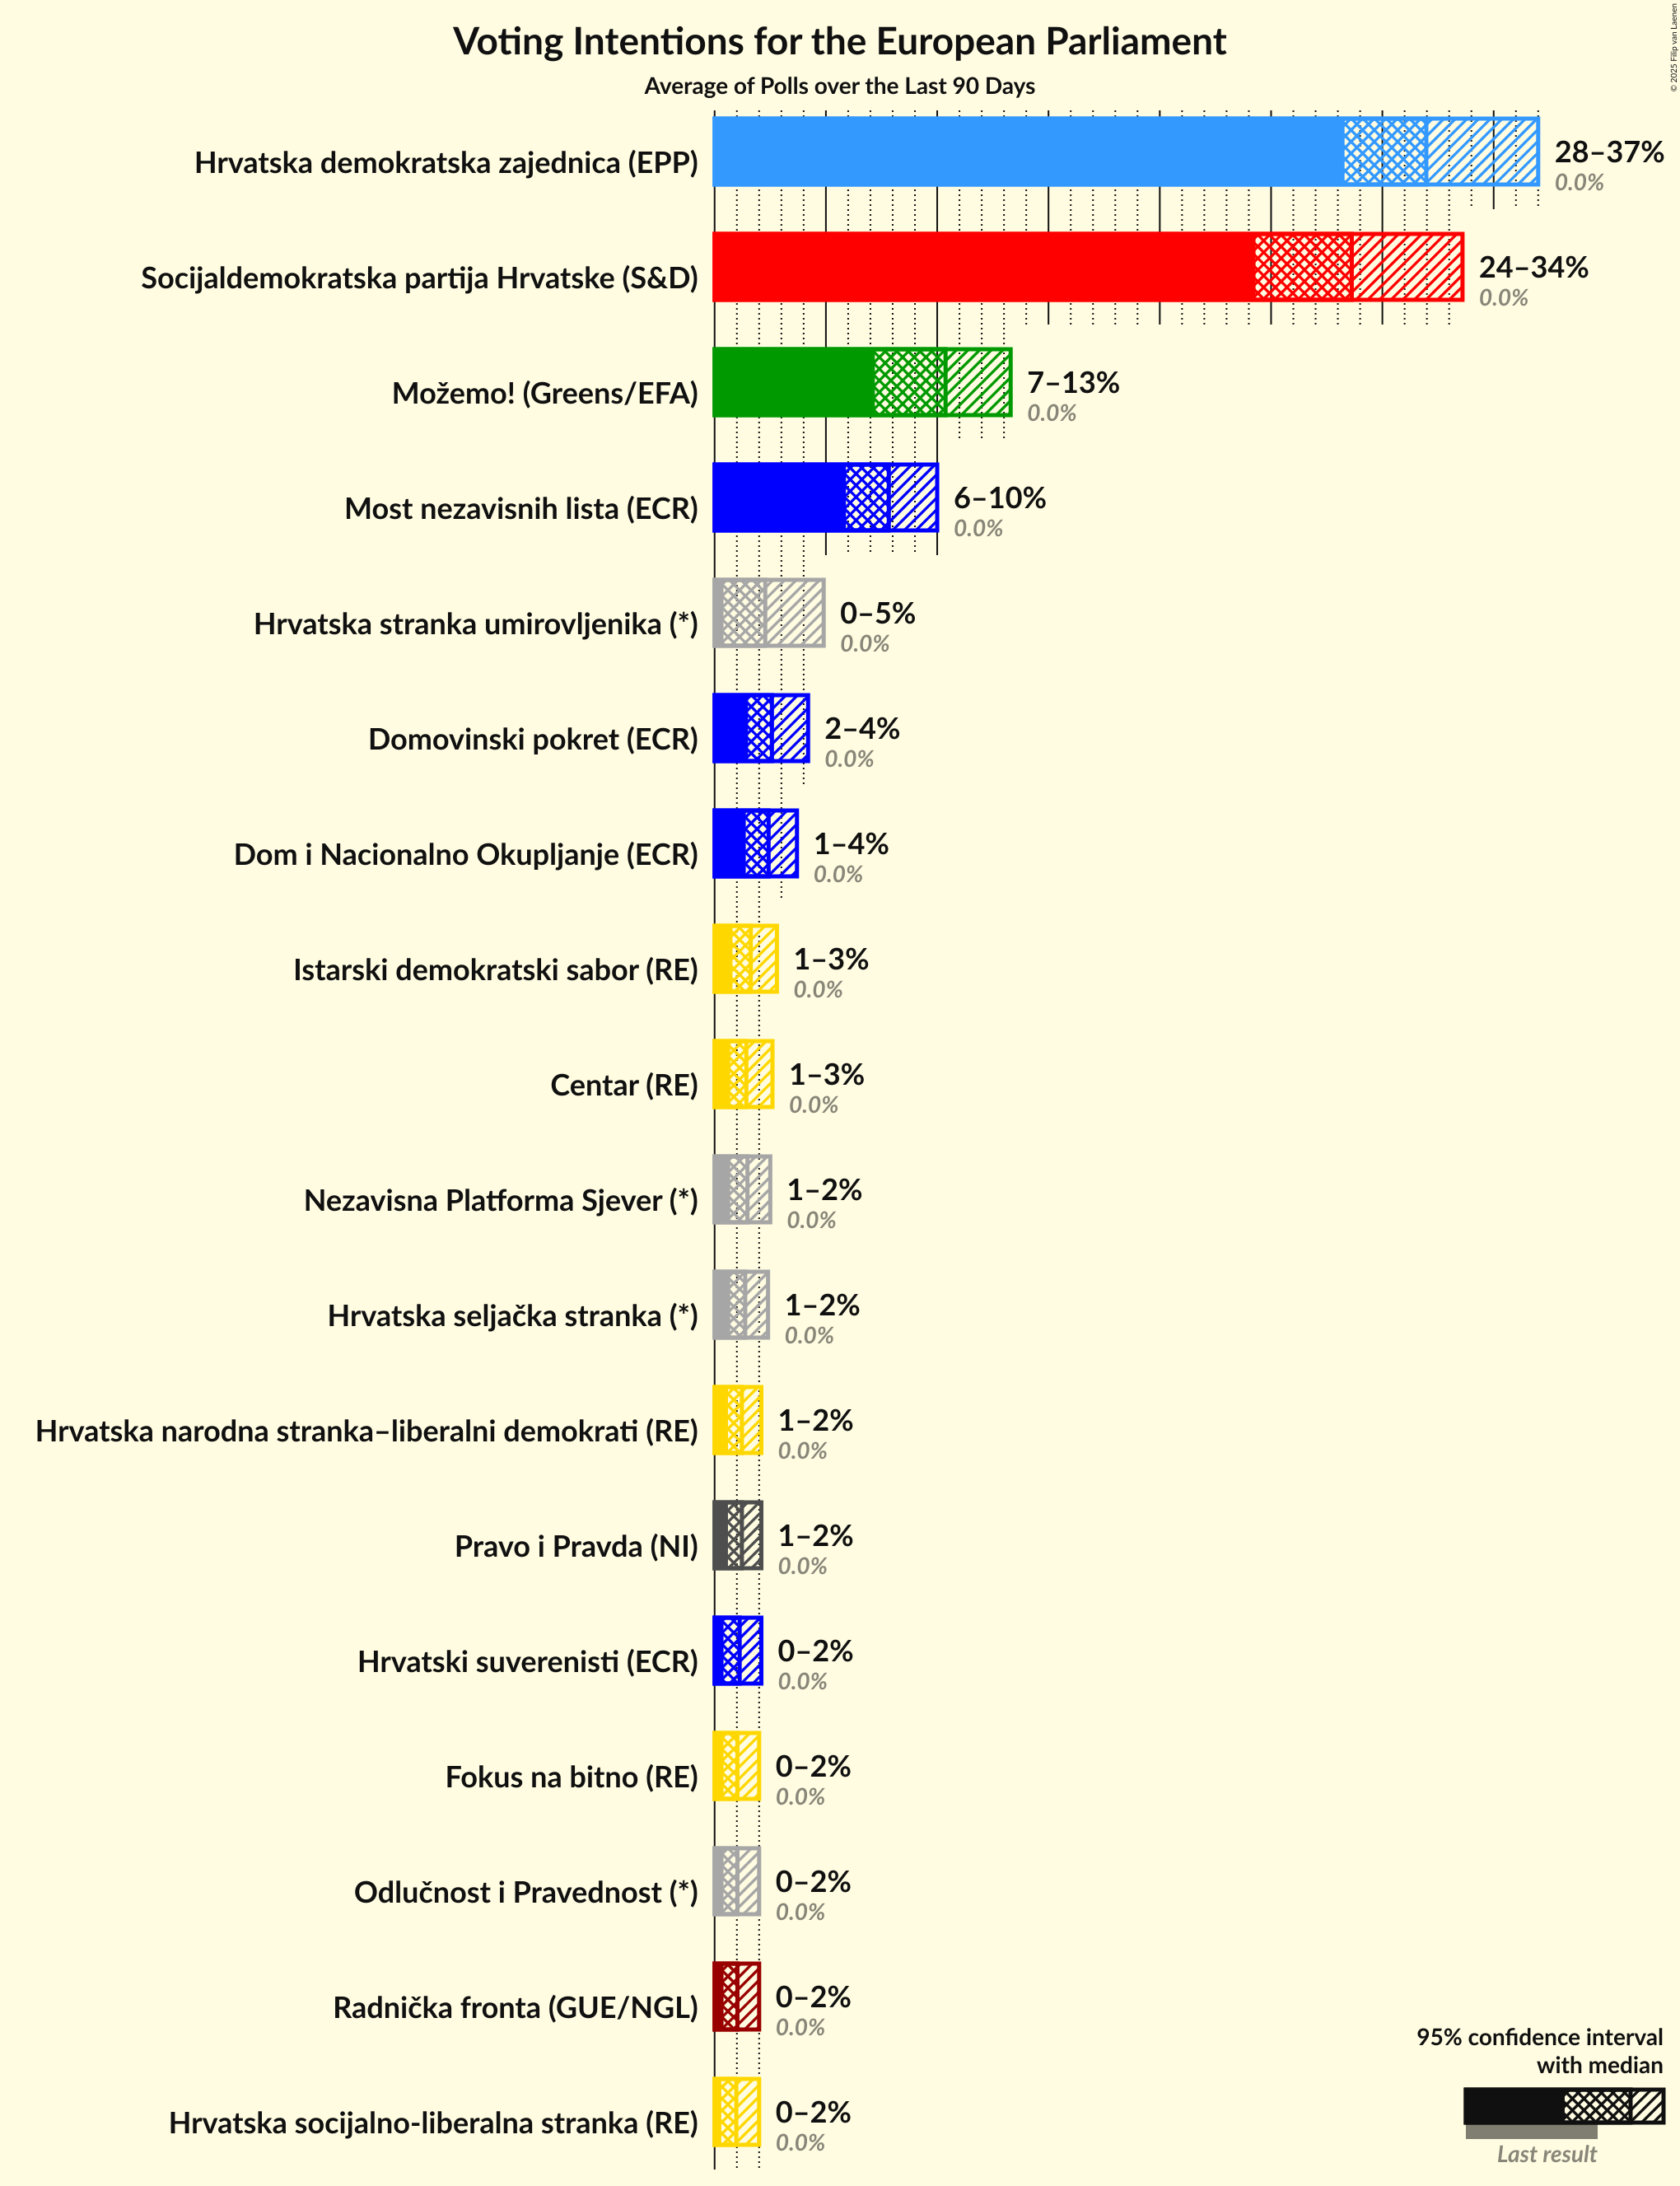 © 2025 Filip van Laenen
Voting Intentions for the European Parliament
Average of Polls over the Last 90 Days
Hrvatska demokratska zajednica (EPP)
28–37%
0.0%
Socijaldemokratska partija Hrvatske (S&D)
24–34%
0.0%
Možemo! (Greens/EFA)
7–13%
0.0%
Most nezavisnih lista (ECR)
6–10%
0.0%
Hrvatska stranka umirovljenika (*)
0–5%
0.0%
Domovinski pokret (ECR)
2–4%
0.0%
Dom i Nacionalno Okupljanje (ECR)
1–4%
0.0%
Istarski demokratski sabor (RE)
1–3%
0.0%
Centar (RE)
1–3%
0.0%
Nezavisna Platforma Sjever (*)
1–2%
0.0%
Hrvatska seljačka stranka (*)
1–2%
0.0%
Hrvatska narodna stranka–liberalni demokrati (RE)
1–2%
0.0%
Pravo i Pravda (NI)
1–2%
0.0%
Hrvatski suverenisti (ECR)
0–2%
0.0%
Fokus na bitno (RE)
0–2%
0.0%
Odlučnost i Pravednost (*)
0–2%
0.0%
Radnička fronta (GUE/NGL)
0–2%
0.0%
Hrvatska socijalno-liberalna stranka (RE)
0–2%
0.0%
95% confidence interval
with median
Last result